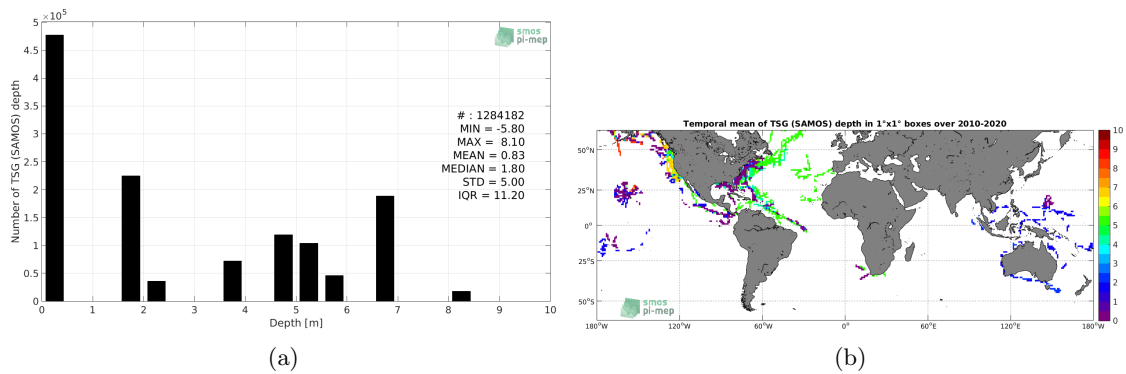 ×10⁵
5
4.5
4
3.5
3
2.5
2
1.5
1
0.5
0
Number of TSG (SAMOS) depth
smos
pi-mep
# : 1284182
MIN = -5.80
MAX = 8.10
MEAN = 0.83
MEDIAN = 1.80
STD = 5.00
IQR = 11.20
0 1 2 3 4 5 6 7 8 9 10
Depth [m]
(a)
Temporal mean of TSG (SAMOS) depth in 1°x1° boxes over 2010-2020
50°N
25°N
0°
25°S
50°S
smos
pi-mep
180°W 120°W 60°W 0° 60°E 120°E 180°W
10
9
8
7
6
5
4
3
2
1
0
(b)